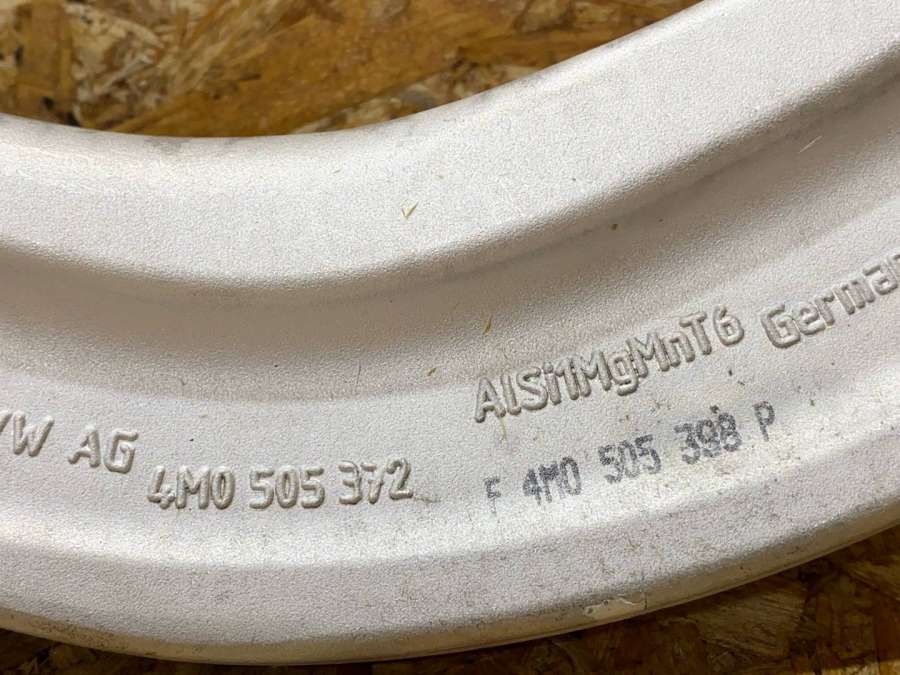 VW AG
4M0 505 372
AlSi1MgMnT6
German
F 4M0 505 398 P